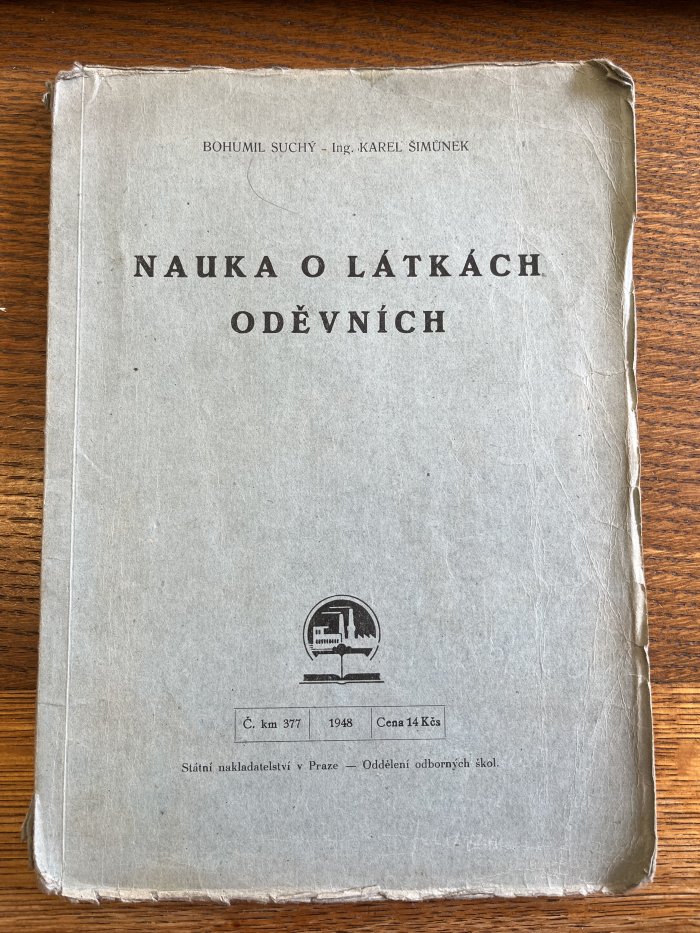 BOHUMIL SUCHÝ - Ing. KAREL ŠIMŮNEK
NAUKA O LÁTKÁCH
ODĚVNÍCH
Č. km 377 1948 Cena 14 Kčs
Státní nakladatelství v Praze — Oddělení odborných škol.